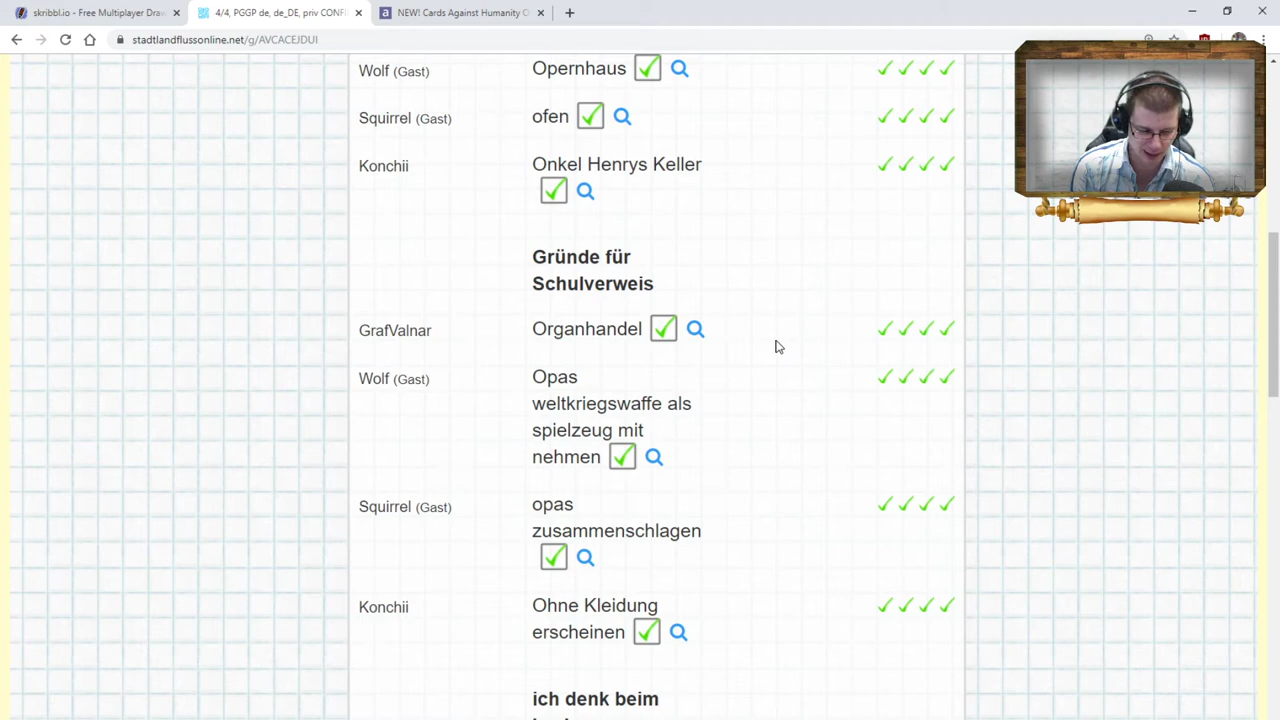 skribbl.io - Free Multiplayer Draw
4/4, PGGP de, de_DE, priv CONFI
NEW! Cards Against Humanity O
stadtlandflussonline.net/g/AVCACEJDUI
Wolf (Gast) Opernhaus
Squirrel (Gast) ofen
Konchii Onkel Henrys Keller
Gründe für
Schulverweis
GrafValnar Organhandel
Wolf (Gast) Opas
weltkriegswaffe als
spielzeug mit
nehmen
Squirrel (Gast) opas
zusammenschlagen
Konchii Ohne Kleidung
erscheinen
ich denk beim